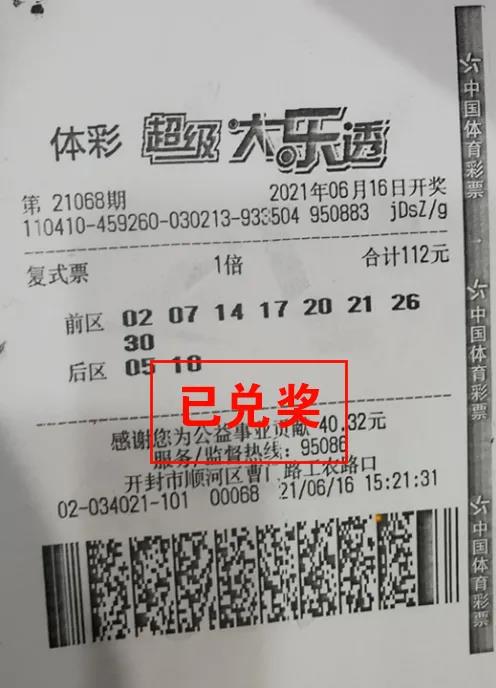 体彩 超级大乐透
第 21068期 2021年06月16日开奖
110410-459260-030213-933504 950883 jDsZ/g
复式票 1倍 合计112元
前区 02 07 14 17 20 21 26
30
后区 05 18
已兑奖
感谢您为公益事业贡献 40.32元
服务/监督热线: 95086
开封市顺河区曹门路工农路口
02-034021-101 00068 21/06/16 15:21:31
中国体育彩票
中国体育彩票
中国体育彩票